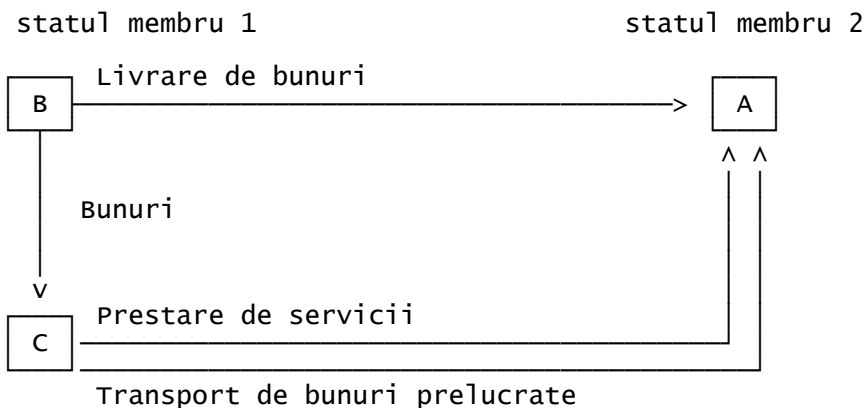 statul membru 1 statul membru 2
Livrare de bunuri
B > A
Bunuri
Prestare de servicii
C
Transport de bunuri prelucrate